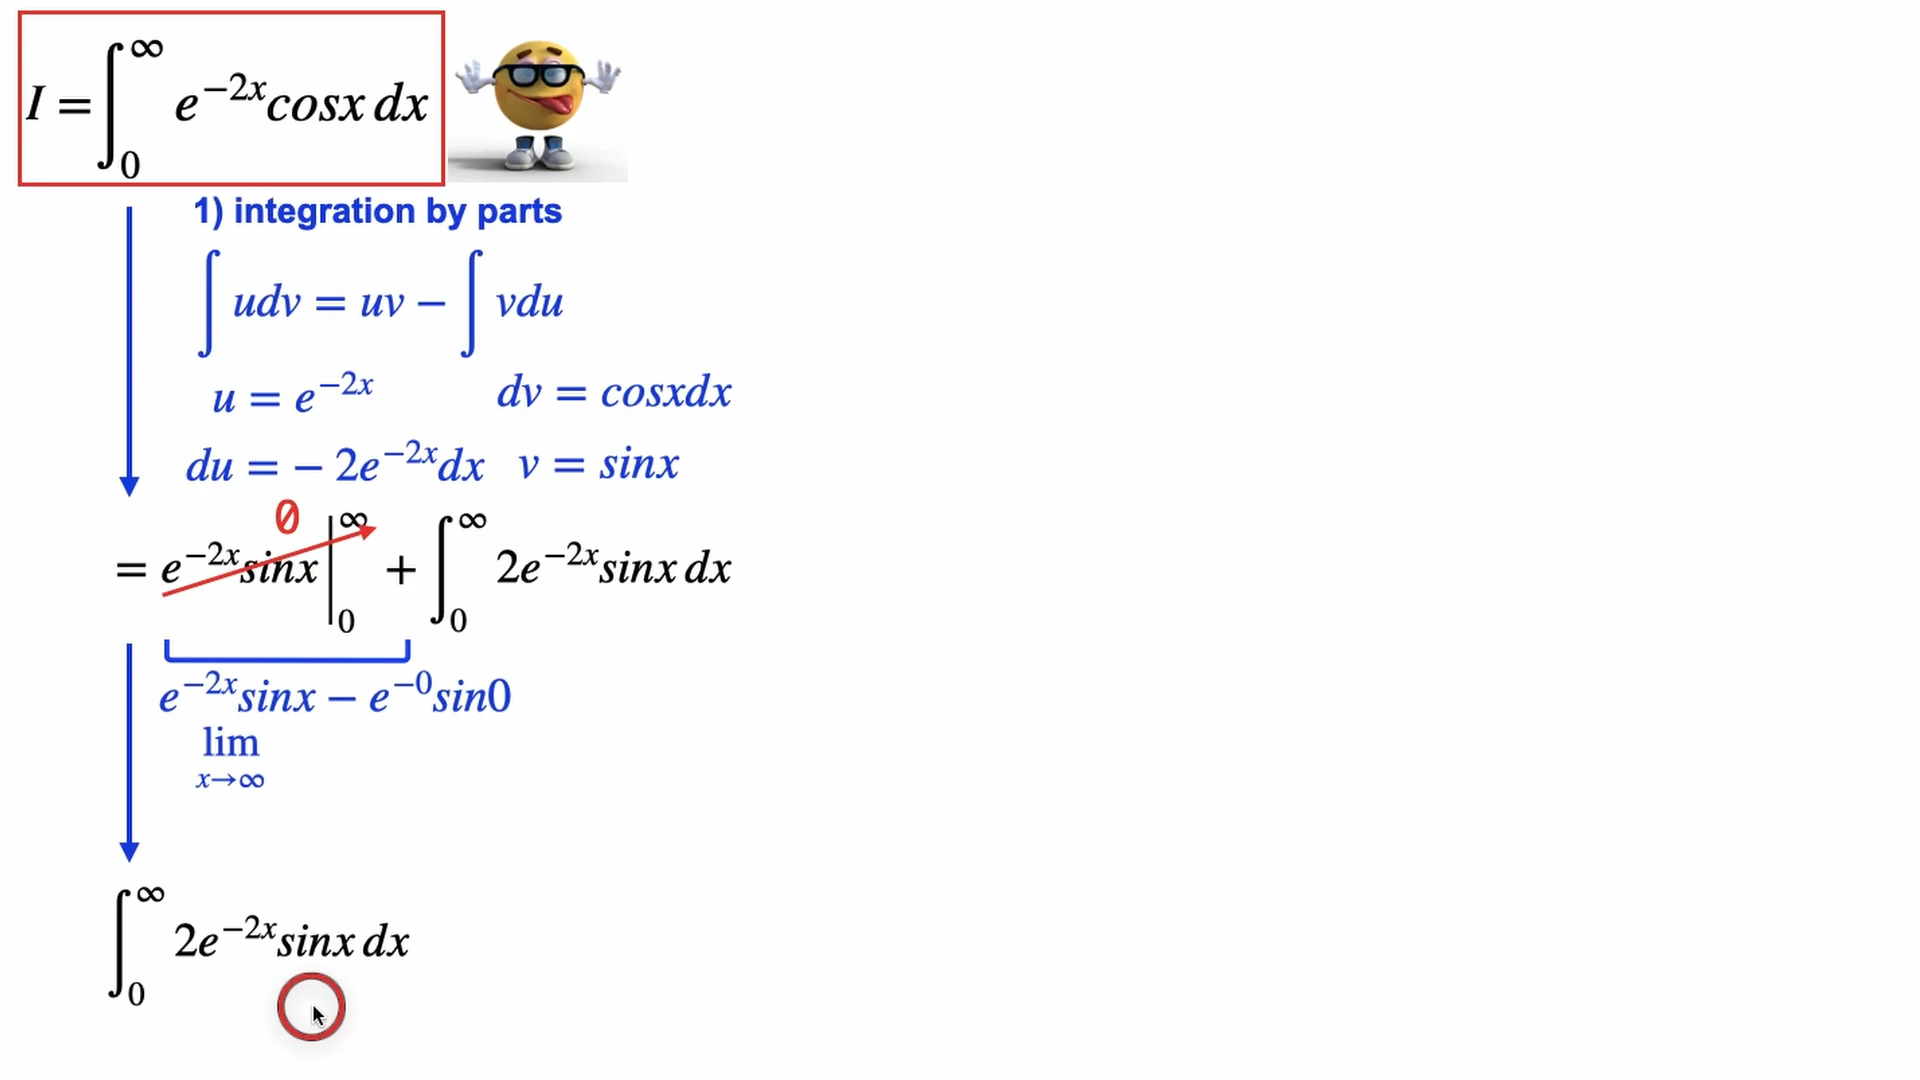 I = ∫₀^∞ e^{−2x}cosx dx
1) integration by parts
∫ udv = uv − ∫ vdu
u = e^{−2x} dv = cosxdx
du = − 2e^{−2x}dx v = sinx
0
= e^{−2x}sinx |₀^∞ + ∫₀^∞ 2e^{−2x}sinx dx
e^{−2x}sinx − e^{−0}sin0
lim
x→∞
∫₀^∞ 2e^{−2x}sinx dx